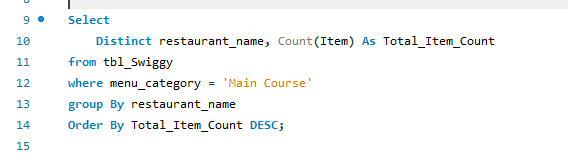 9 Select
10 Distinct restaurant_name, Count(Item) As Total_Item_Count
11 from tbl_Swiggy
12 where menu_category = 'Main Course'
13 group By restaurant_name
14 Order By Total_Item_Count DESC;
15